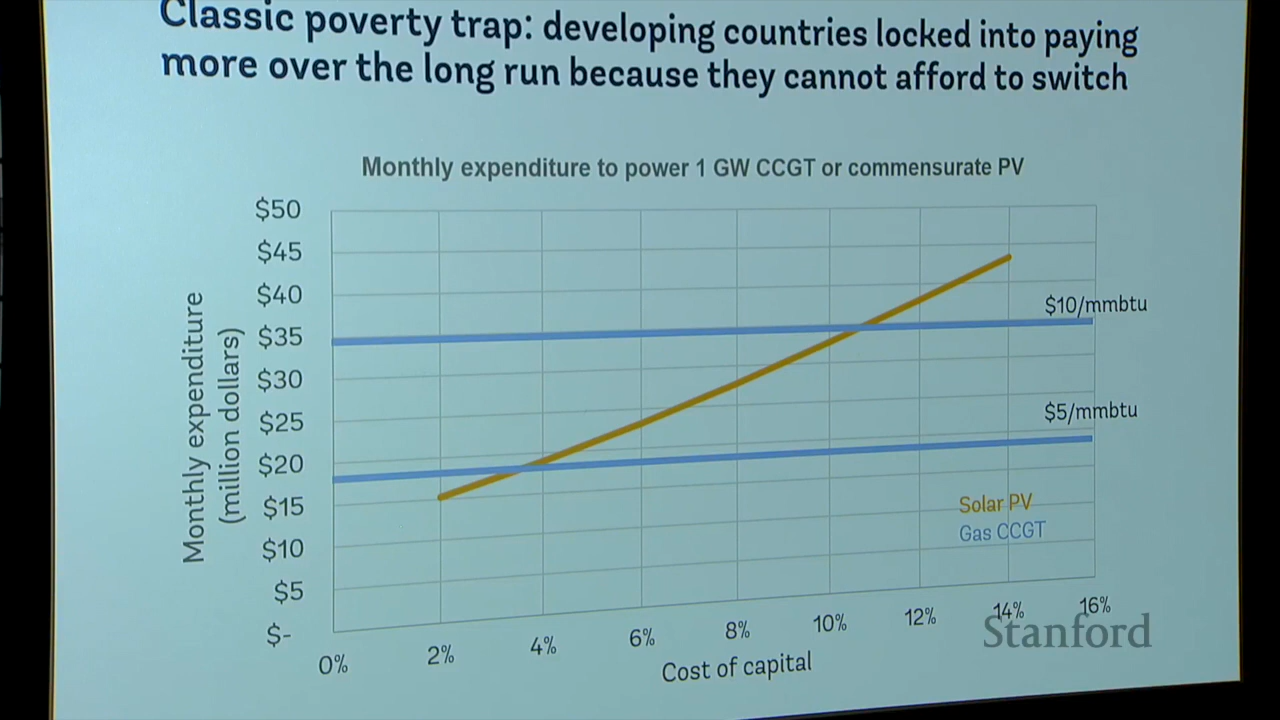 Classic poverty trap: developing countries locked into paying
more over the long run because they cannot afford to switch
Monthly expenditure to power 1 GW CCGT or commensurate PV
Monthly expenditure
(million dollars)
$50
$45
$40
$35
$30
$25
$20
$15
$10
$5
$-
$10/mmbtu
$5/mmbtu
Solar PV
Gas CCGT
0%
2%
4%
6%
8%
10%
12%
14%
16%
Cost of capital
Stanford